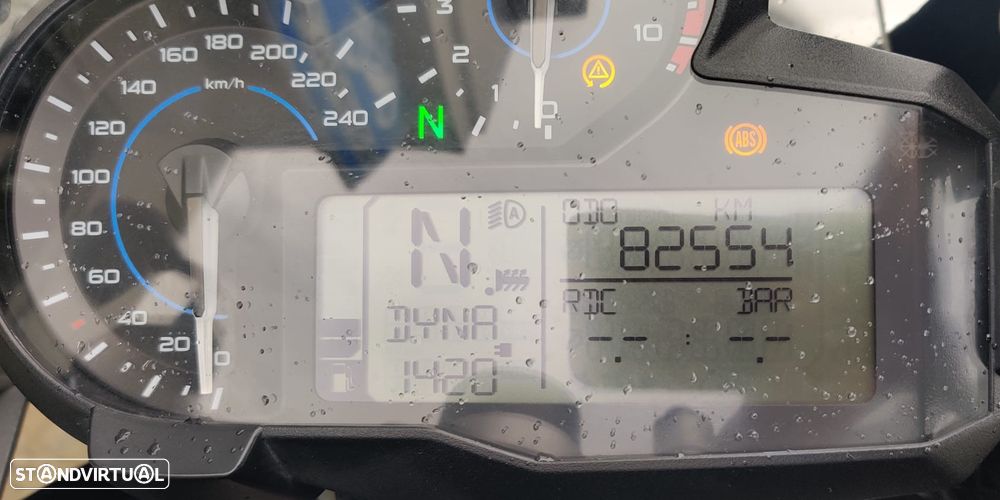 20
40
60
80
100
120
140
160
180
200
220
240
km/h
0
1
2
3
10
N
ABS
N
A
DYNA
1420
ODO KM
82554
RDC BAR
-.- : -.-
STANDVIRTUAL